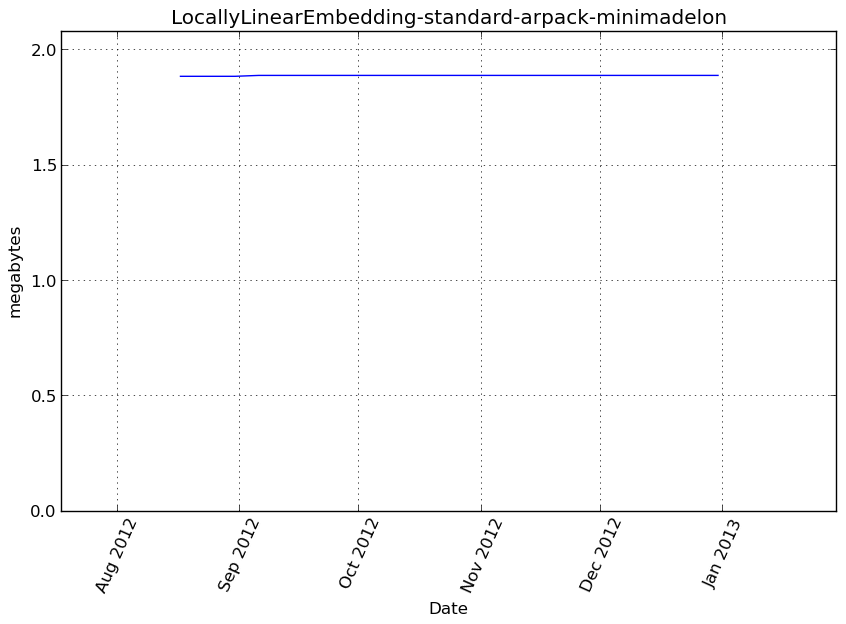 LocallyLinearEmbedding-standard-arpack-minimadelon
2.0
1.5
1.0
0.5
0.0
megabytes
Aug 2012
Sep 2012
Oct 2012
Nov 2012
Dec 2012
Jan 2013
Date